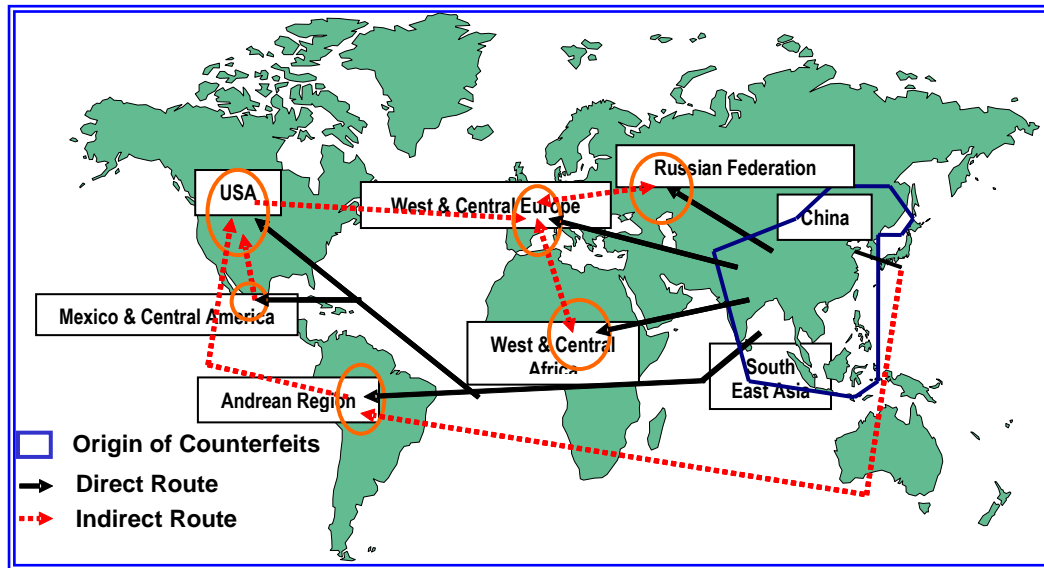 Russian Federation
USA
West & Central Europe
China
Mexico & Central America
West & Central
Africa
South
East Asia
Andrean Region
Origin of Counterfeits
Direct Route
Indirect Route